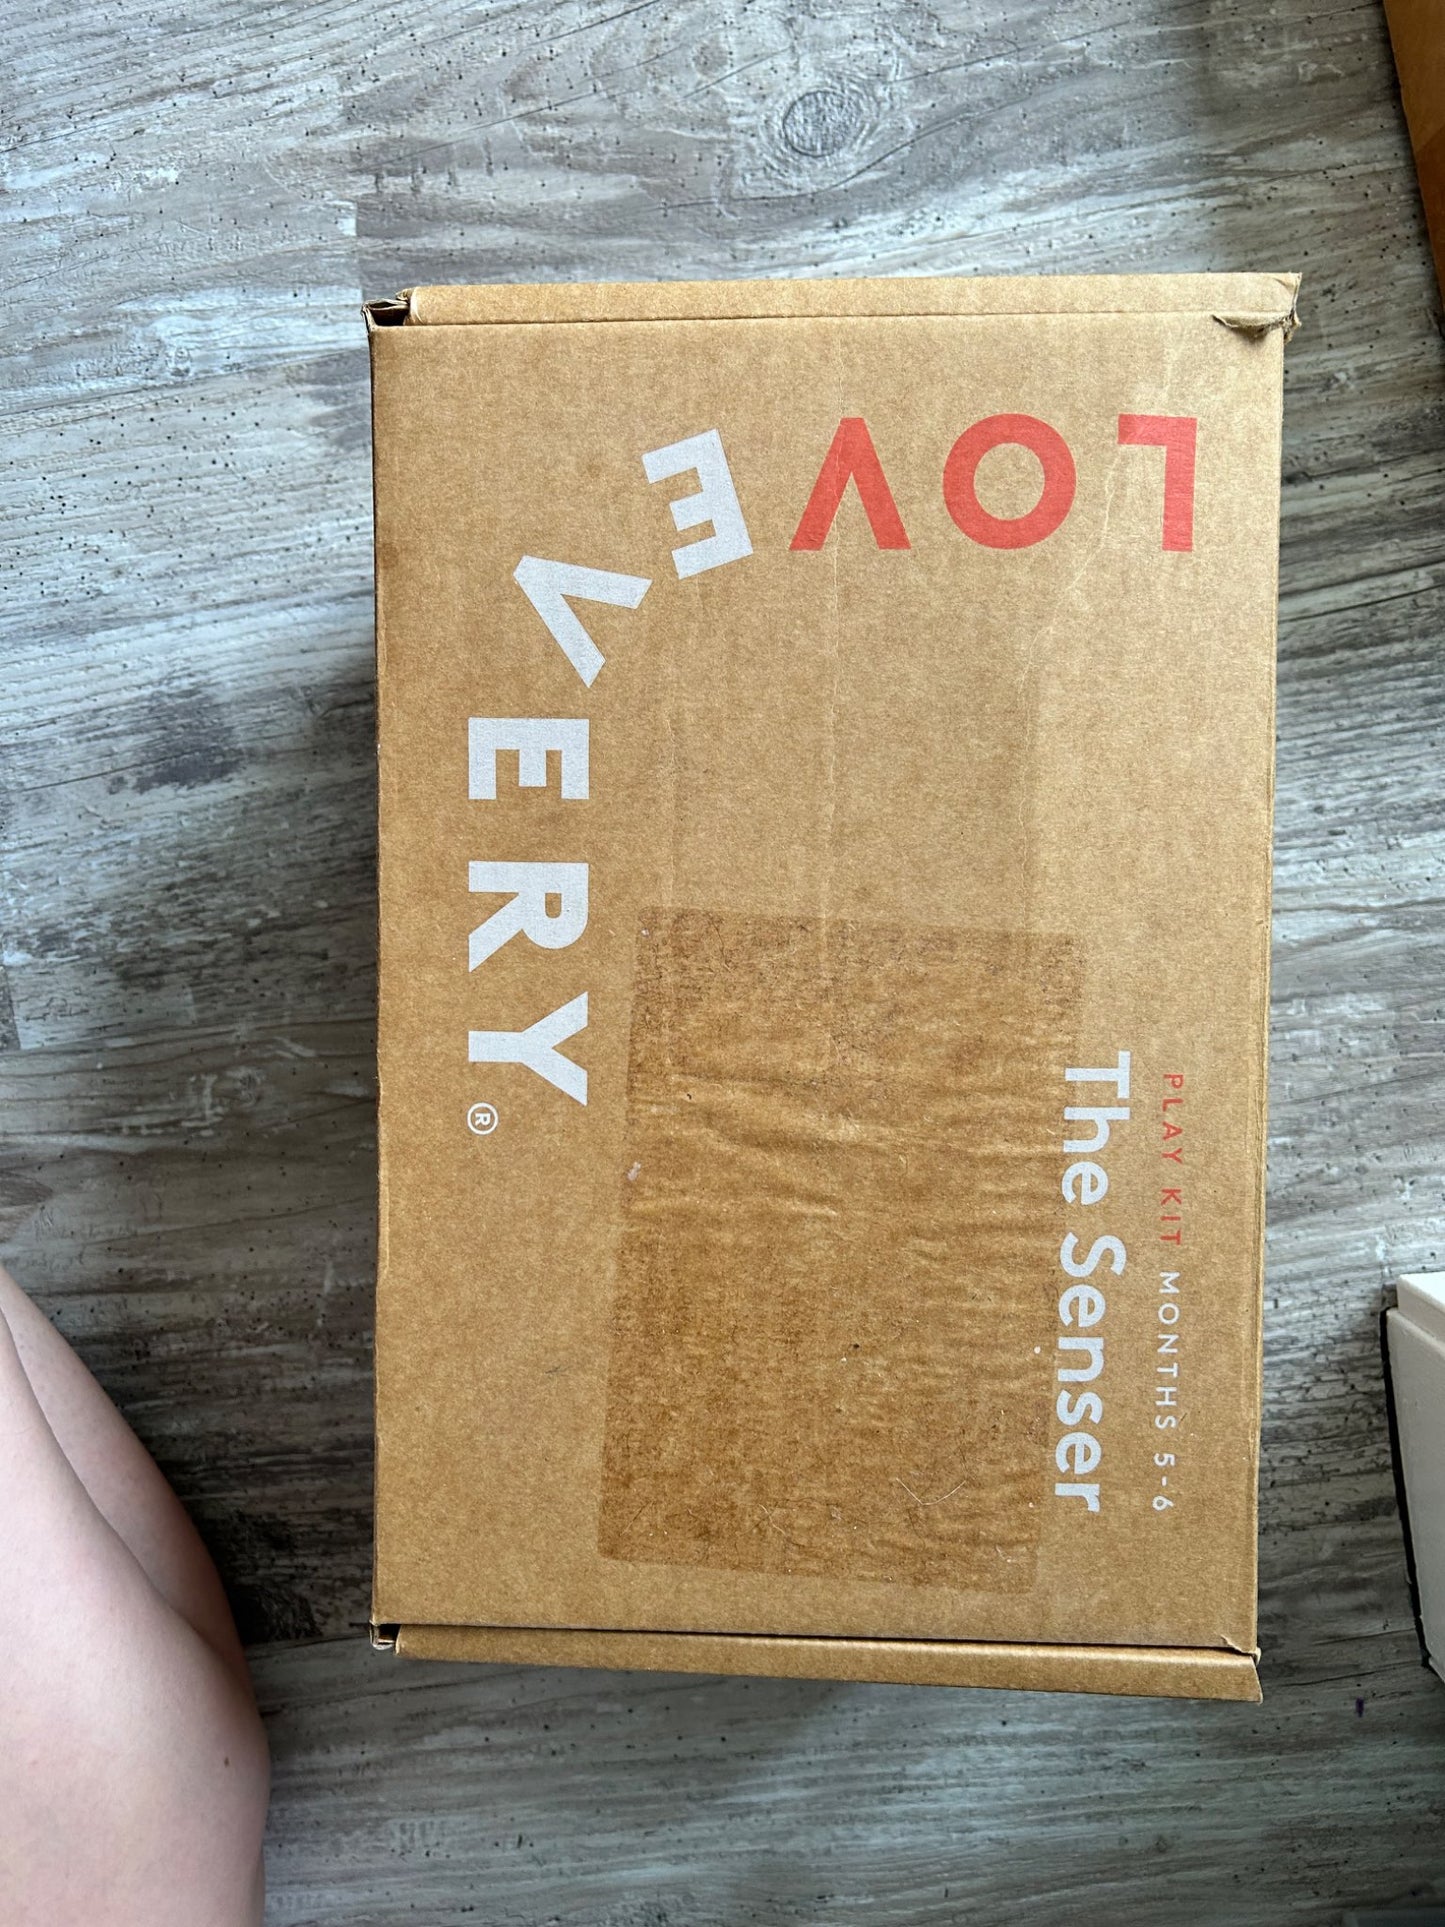 LOVEVERY®
PLAY KIT MONTHS 5-6
The Senser